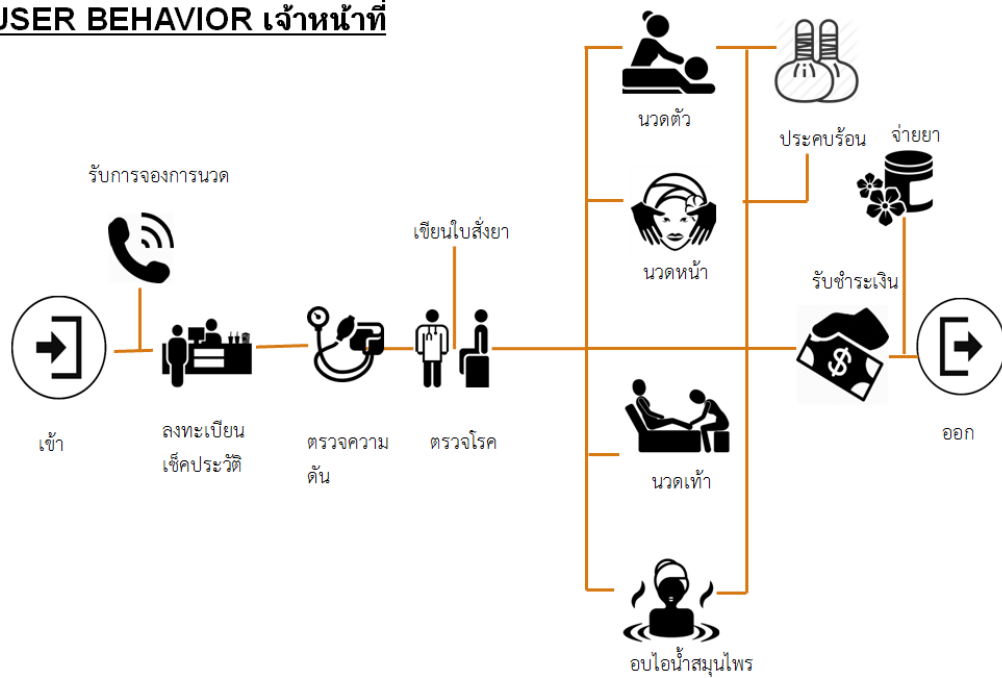 USER BEHAVIOR เจ้าหน้าที่
รับการจองการนวด
เข้า
ลงทะเบียน
เช็คประวัติ
ตรวจความ
ดัน
เขียนใบสั่งยา
ตรวจโรค
นวดตัว
นวดหน้า
นวดเท้า
อบไอน้ำสมุนไพร
ประคบร้อน
จ่ายยา
รับชำระเงิน
$
ออก